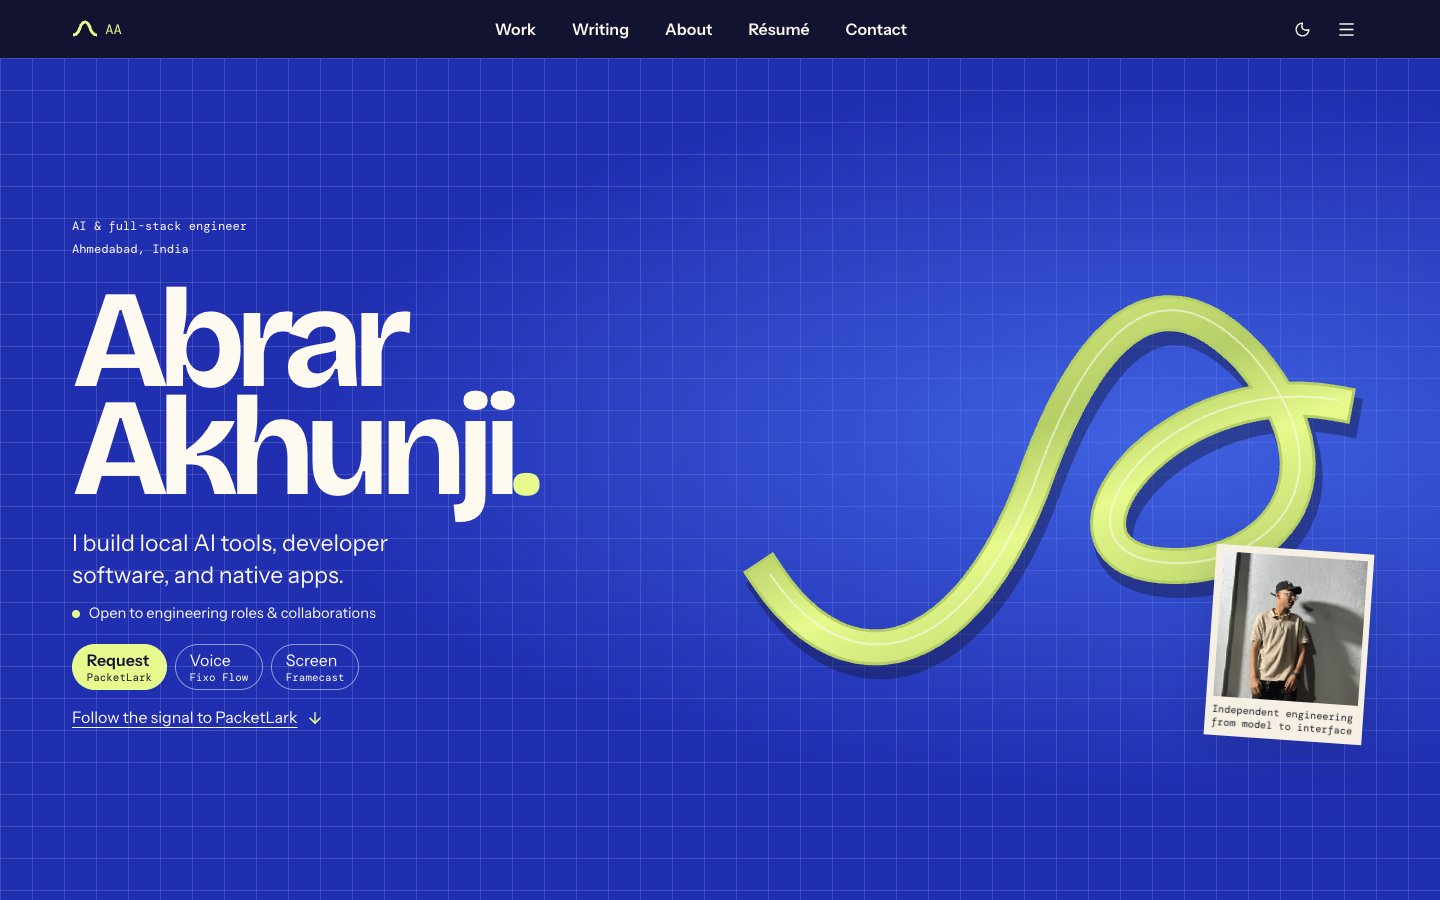 AA
Work
Writing
About
Résumé
Contact
AI & full-stack engineer
Ahmedabad, India
Abrar
Akhunji.
I build local AI tools, developer
software, and native apps.
Open to engineering roles & collaborations
Request
PacketLark
Voice
Fixo Flow
Screen
Framecast
Follow the signal to PacketLark
Independent engineering
from model to interface